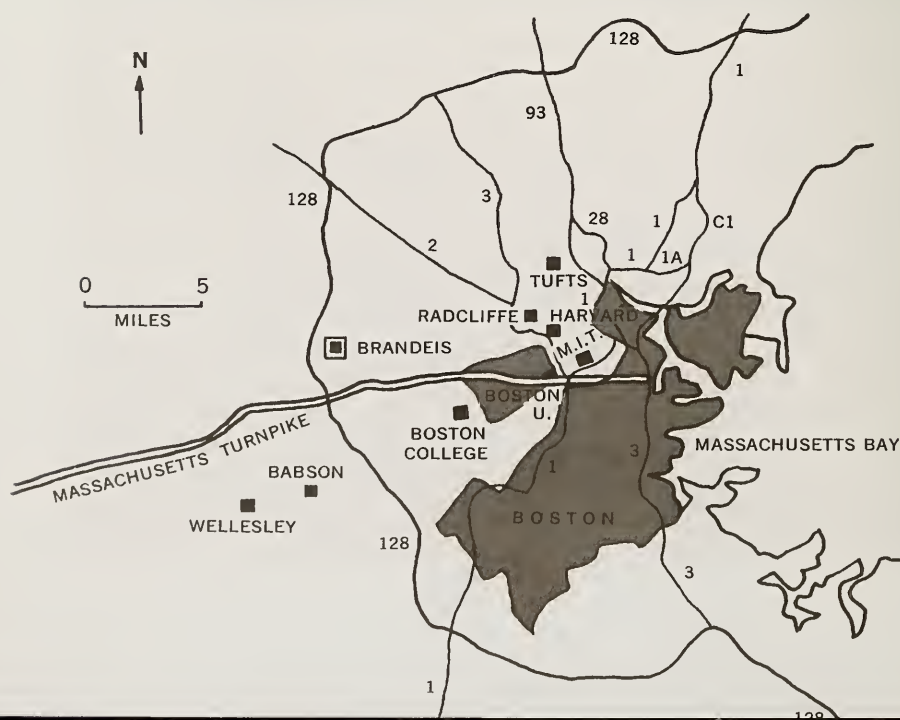 N
128
1
93
128
3
2
28
1
C1
1
1A
0 5
MILES
TUFTS
1
RADCLIFFE
HARVARD
M.I.T.
BRANDEIS
BOSTON
U.
BOSTON
COLLEGE
MASSACHUSETTS TURNPIKE
1
3
MASSACHUSETTS BAY
BABSON
WELLESLEY
BOSTON
128
3
1
128